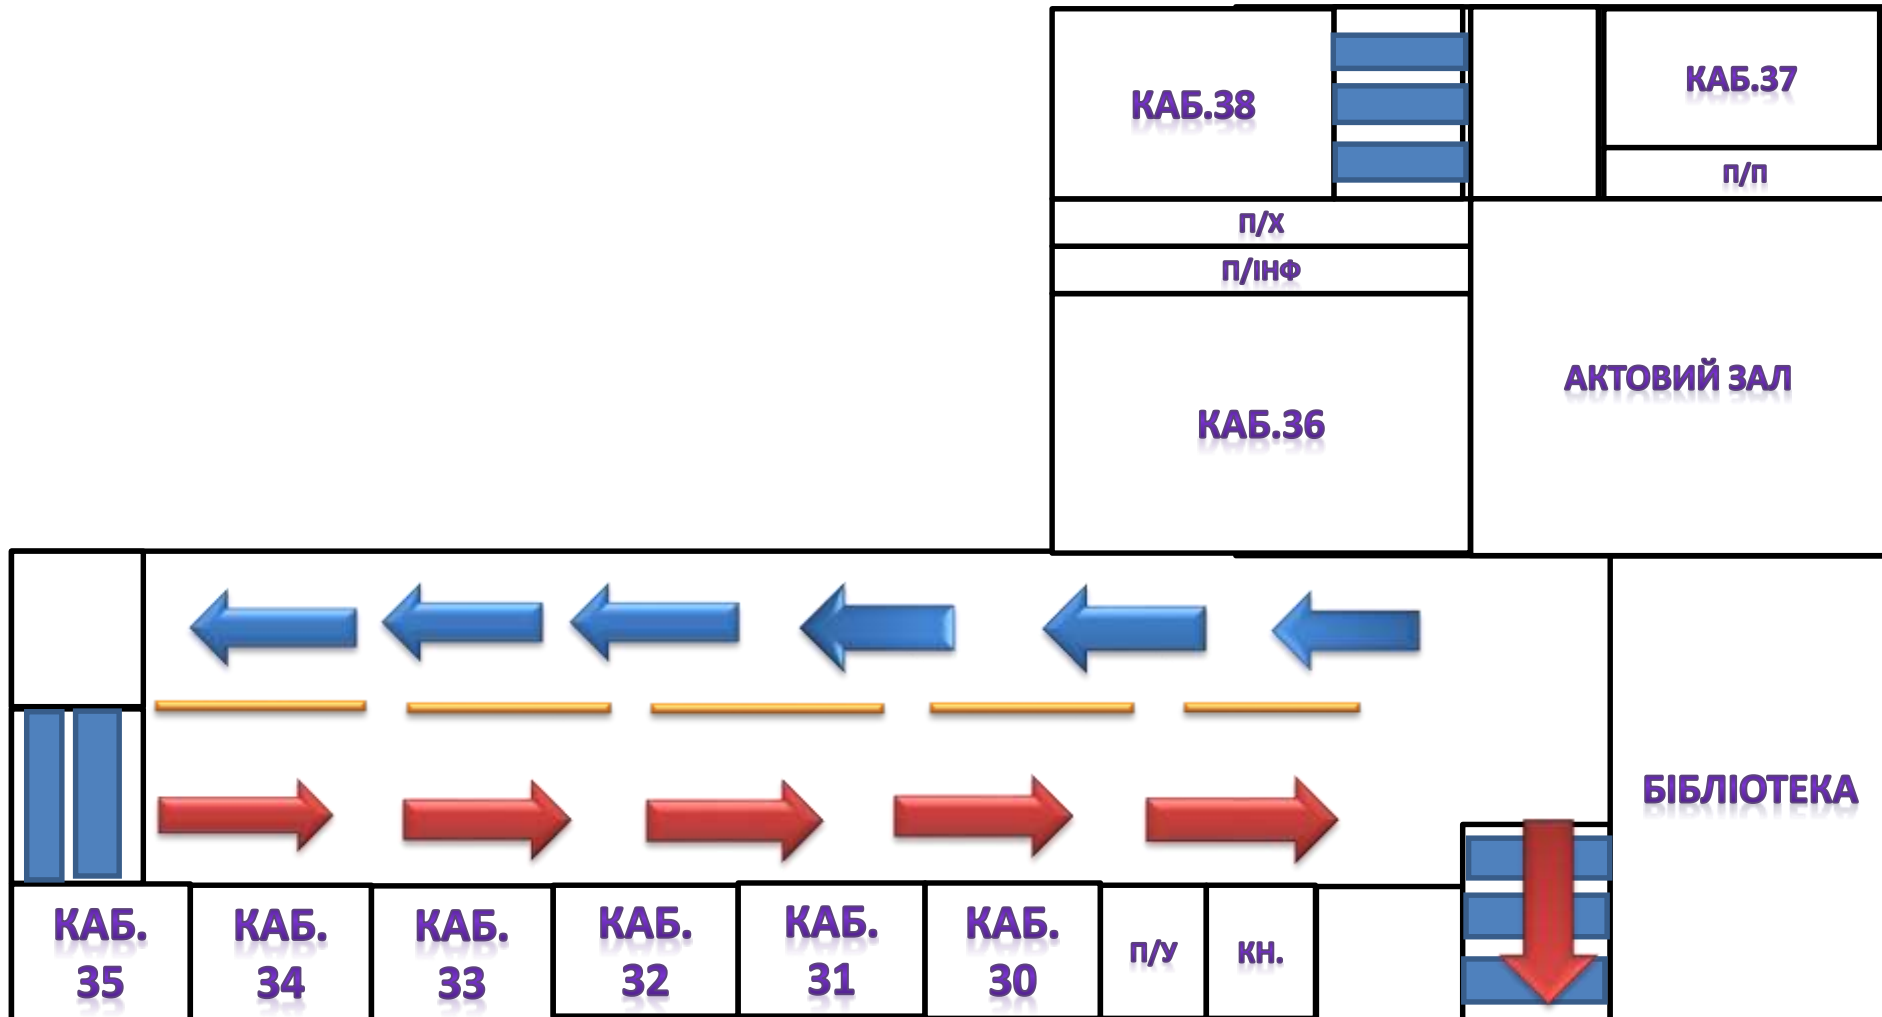 КАБ.38
КАБ.37
П/П
П/Х
П/ІНФ
АКТОВИЙ ЗАЛ
КАБ.36
БІБЛІОТЕКА
КАБ.
35
КАБ.
34
КАБ.
33
КАБ.
32
КАБ.
31
КАБ.
30
П/У
КН.